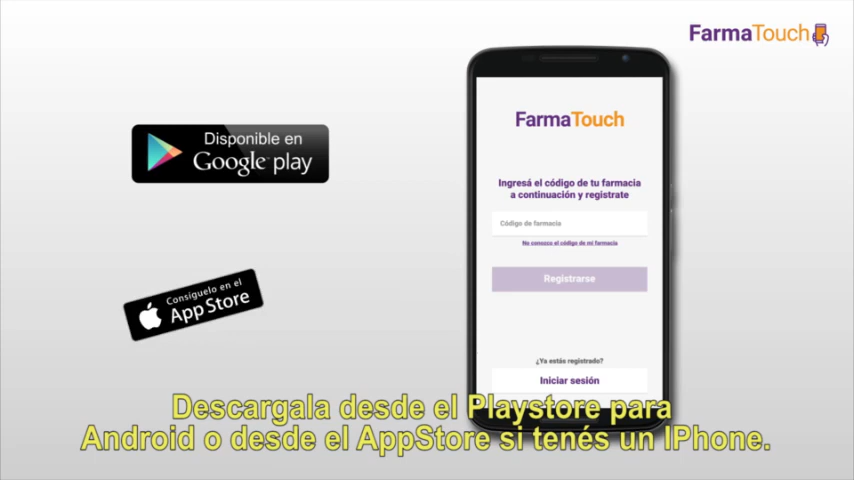 FarmaTouch
Disponible en
Google play
FarmaTouch
Ingresá el código de tu farmacia
a continuación y registrate
Código de farmacia
No conozco el código de mi farmacia
Registrarse
Consíguelo en el
App Store
¿Ya estás registrado?
Iniciar sesión
Descargala desde el Playstore para
Android o desde el AppStore si tenés un IPhone.